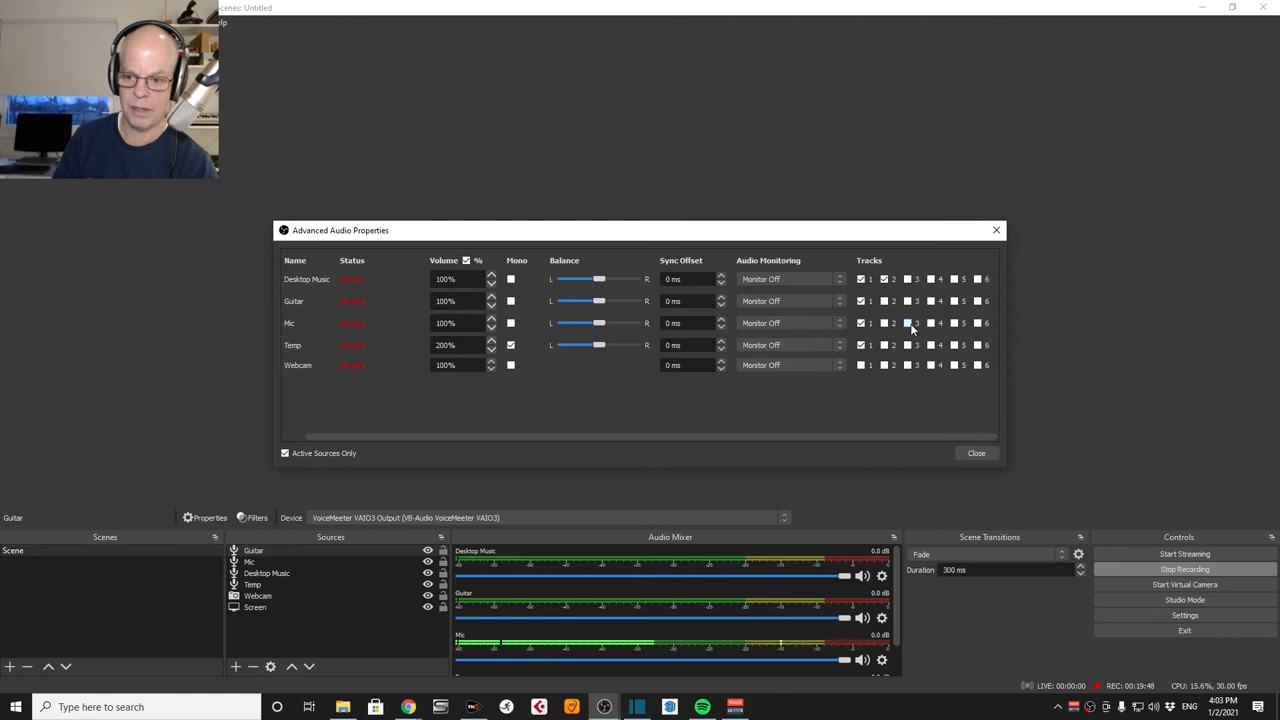 Scenes: Untitled
elp
Advanced Audio Properties
Name Status Volume % Mono Balance Sync Offset Audio Monitoring Tracks
Desktop Music Active 100% L R 0 ms Monitor Off 1 2 3 4 5 6
Guitar Active 100% L R 0 ms Monitor Off 1 2 3 4 5 6
Mic Active 100% L R 0 ms Monitor Off 1 2 3 4 5 6
Temp Active 200% L R 0 ms Monitor Off 1 2 3 4 5 6
Webcam Active 100% 0 ms Monitor Off 1 2 3 4 5 6
Active Sources Only Close
Guitar Properties Filters Device VoiceMeeter VAIO3 Output (VB-Audio VoiceMeeter VAIO3)
Scenes Sources Audio Mixer Scene Transitions Controls
Scene
Guitar
Mic
Desktop Music
Temp
Webcam
Screen
Desktop Music 0.0 dB
Guitar 0.0 dB
Mic 0.0 dB
Fade
Duration 300 ms
Start Streaming
Stop Recording
Start Virtual Camera
Studio Mode
Settings
Exit
LIVE: 00:00:00 REC: 00:19:48 CPU: 15.6%, 30.00 fps
Type here to search
ENG 4:03 PM
1/2/2021